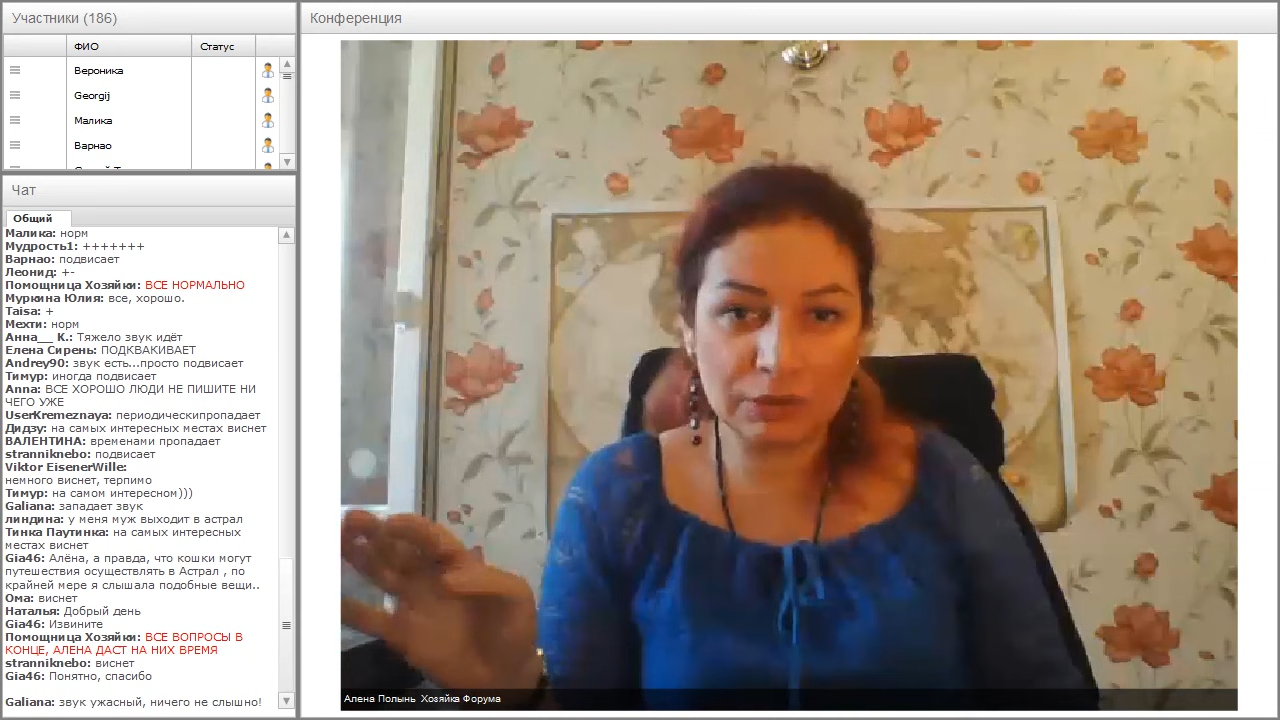 Участники (186)
ФИО
Статус
Вероника
Georgij
Малика
Варнао
Чат
Общий
Малика: норм
Мудрость1: +++++++
Варнао: подвисает
Леонид: +-
Помощница Хозяйки: ВСЕ НОРМАЛЬНО
Муркина Юлия: все, хорошо.
Taisa: +
Мехти: норм
Анна__ К.: Тяжело звук идёт
Елена Сирень: ПОДКВАКИВАЕТ
Andrey90: звук есть...просто подвисает
Тимур: иногда подвисает
Anna: ВСЕ ХОРОШО ЛЮДИ НЕ ПИШИТЕ НИ
ЧЕГО УЖЕ
UserKremeznaya: периодическипропадает
Дидзу: на самых интересных местах виснет
ВАЛЕНТИНА: временами пропадает
stranniknebo: подвисает
Viktor EisenerWille:
немного виснет, терпимо
Тимур: на самом интересном)))
Galiana: западает звук
линдина: у меня муж выходит в астрал
Тинка Паутинка: на самых интересных
местах виснет
Gia46: Алёна, а правда, что кошки могут
путешествия осуществлять в Астрал , по
крайней мере я слышала подобные вещи..
Ома: виснет
Наталья: Добрый день
Gia46: Извините
Помощница Хозяйки: ВСЕ ВОПРОСЫ В
КОНЦЕ, АЛЕНА ДАСТ НА НИХ ВРЕМЯ
stranniknebo: виснет
Gia46: Понятно, спасибо
Galiana: звук ужасный, ничего не слышно!
Конференция
Алена Полынь Хозяйка Форума